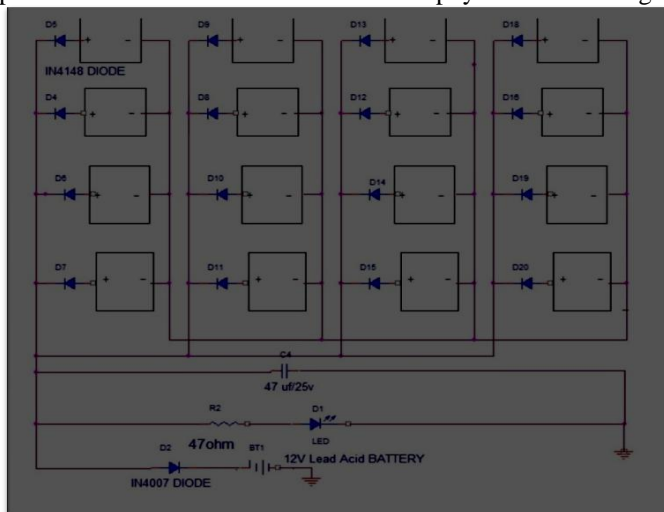 D5 + - D9 + - D13 + - D18 + -
IN4148 DIODE
D4 + - D8 + - D12 + - D16 + -
D6 + - D10 + - D14 + - D19 + -
D7 + - D11 + - D15 + - D20 + -
C4
47 uf/25v
R2 D1
47ohm LED
D2 BT1 12V Lead Acid BATTERY
IN4007 DIODE